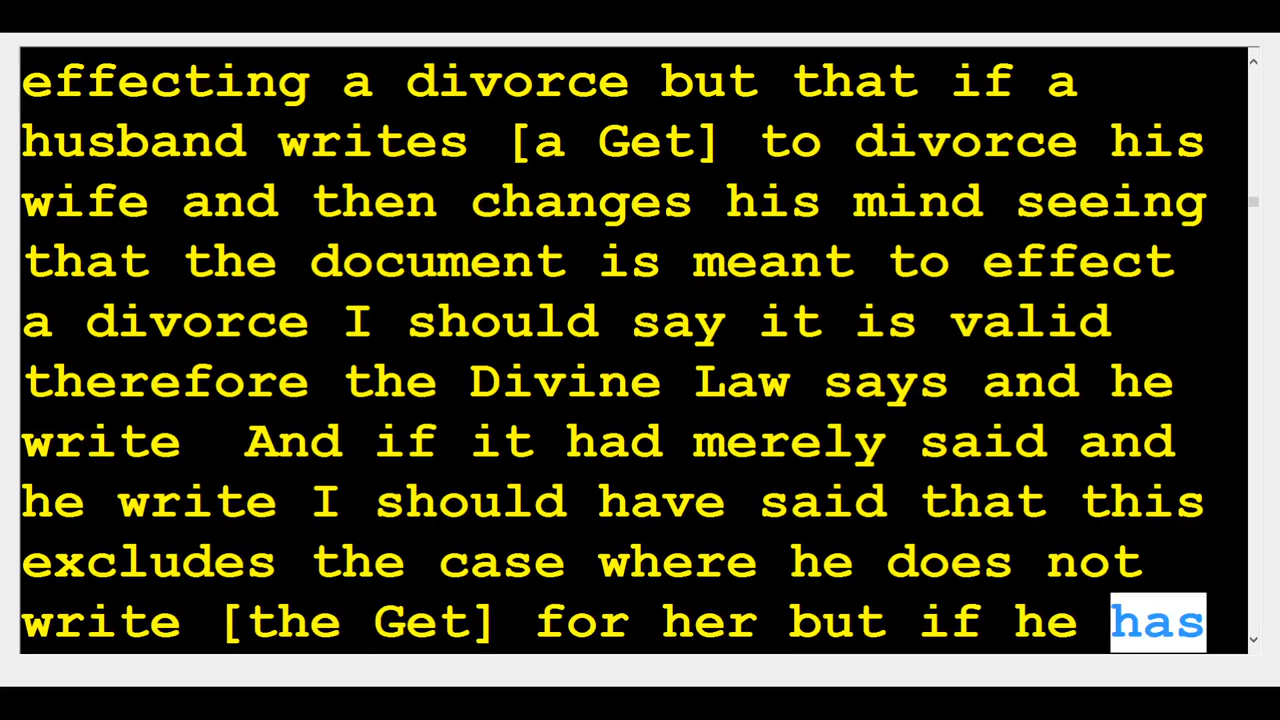 effecting a divorce but that if a
husband writes [a Get] to divorce his
wife and then changes his mind seeing
that the document is meant to effect
a divorce I should say it is valid
therefore the Divine Law says and he
write  And if it had merely said and
he write I should have said that this
excludes the case where he does not
write [the Get] for her but if he has